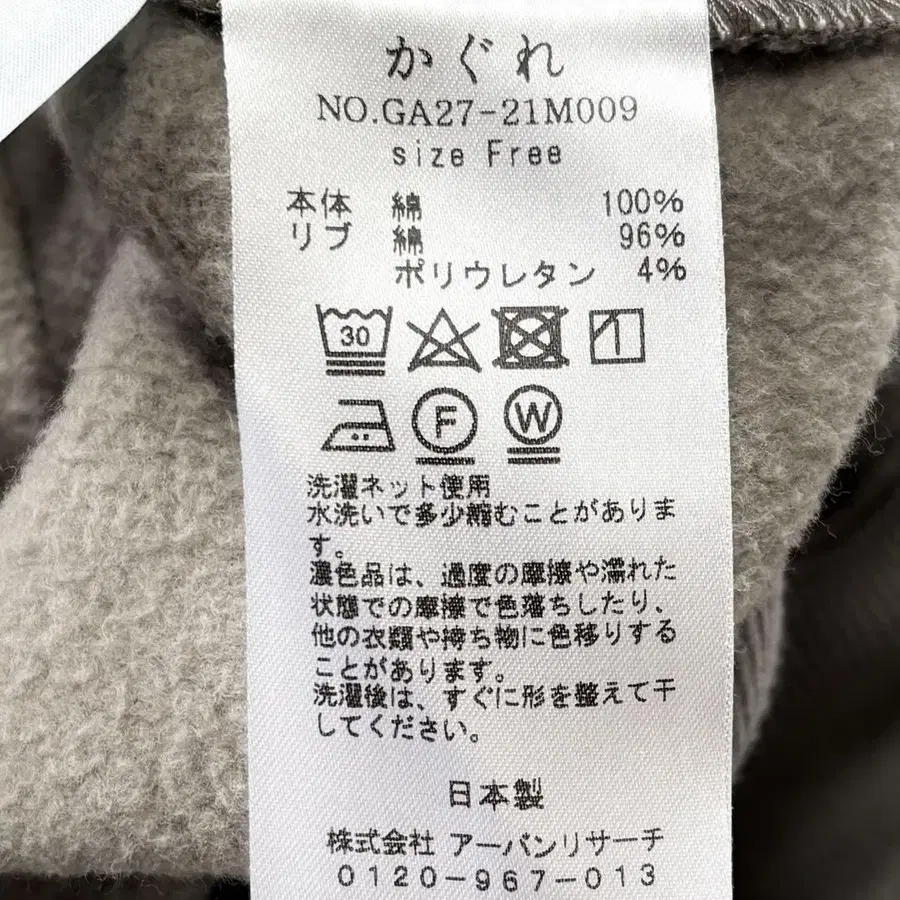 かぐれ
NO.GA27-21M009
size Free
本体 綿 100%
リブ 綿 96%
ポリウレタン 4%
30
F W
洗濯ネット使用
水洗いで多少縮むことがありま
す。
濃色品は、過度の摩擦や濡れた
状態での摩擦で色落ちしたり、
他の衣類や持ち物に色移りする
ことがあります。
洗濯後は、すぐに形を整えて干
してください。
日本製
株式会社 アーバンリサーチ
0120-967-013